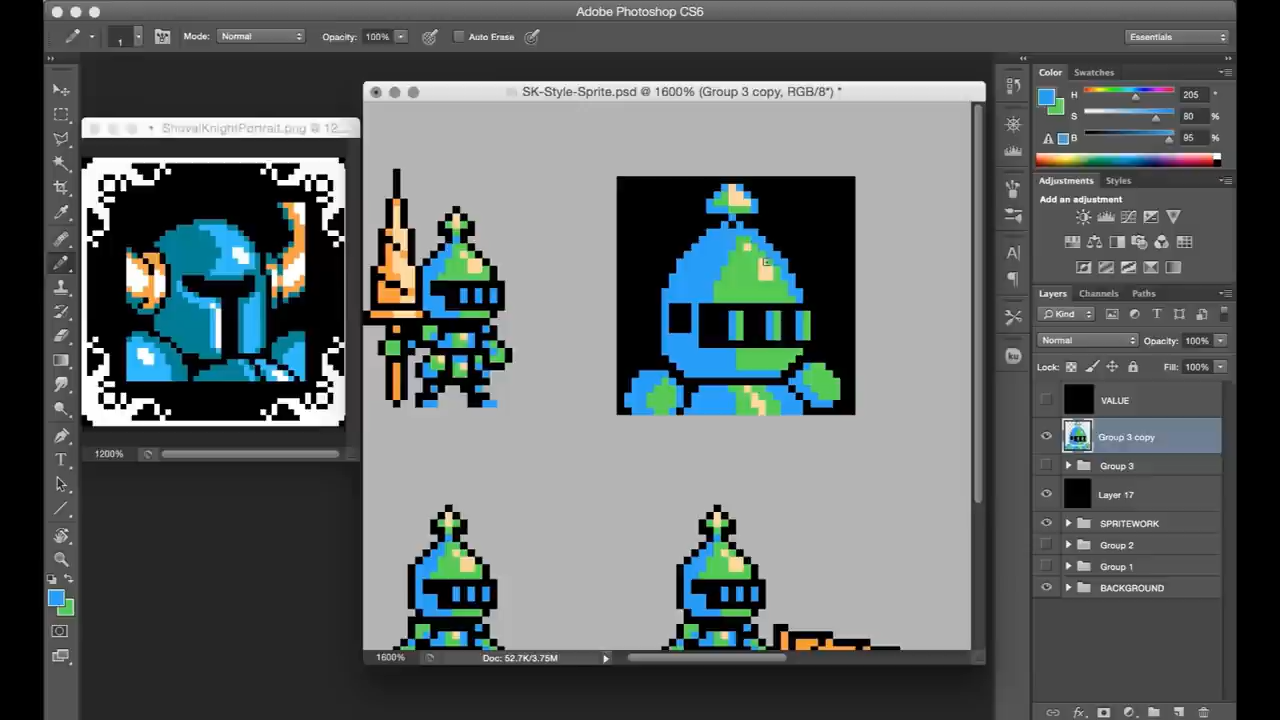 Adobe Photoshop CS6
1
Mode:
Normal
Opacity:
100%
Auto Erase
Essentials
SK-Style-Sprite.psd @ 1600% (Group 3 copy, RGB/8*) *
ShovelKnightPortrait.png @ 12...
1200%
1600%
Doc: 52.7K/3.75M
Color
Swatches
H
205
°
S
80
%
B
95
%
Adjustments
Styles
Add an adjustment
Layers
Channels
Paths
Kind
Normal
Opacity:
100%
Lock:
Fill:
100%
VALUE
Group 3 copy
Group 3
Layer 17
SPRITEWORK
Group 2
Group 1
BACKGROUND
ku
fx